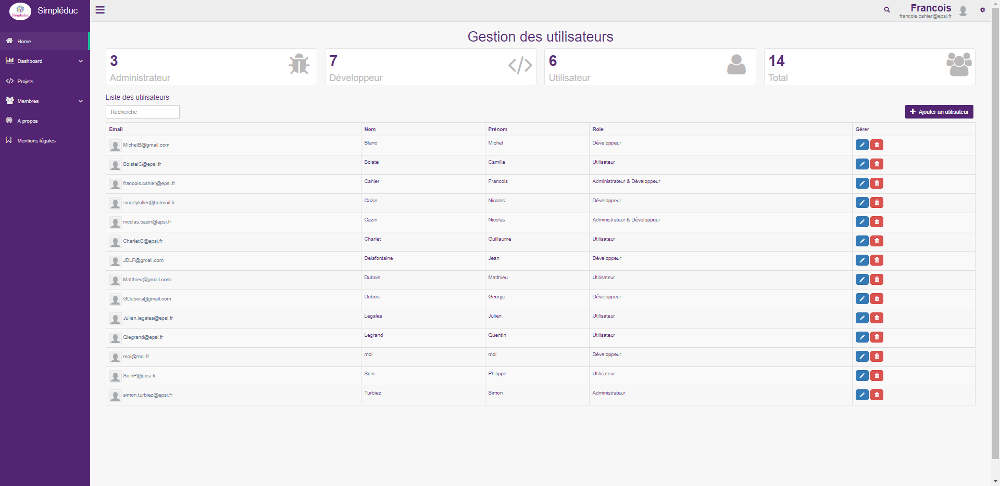 Simpléduc
Simpléduc
Francois
francois.cahier@epsi.fr
Home
Dashboard
Projets
Membres
A propos
Mentions légales
Gestion des utilisateurs
3
Administrateur
7
Développeur
6
Utilisateur
14
Total
Liste des utilisateurs
Recherche
Ajouter un utilisateur
Email Nom Prénom Role Gérer
MichelB@gmail.com Blanc Michel Développeur
BoistelC@epsi.fr Boistel Camille Utilisateur
francois.cahier@epsi.fr Cahier Francois Administrateur & Développeur
smartykiller@hotmail.fr Cazin Nicolas Développeur
nicolas.cazin@epsi.fr Cazin Nicolas Administrateur & Développeur
CharletG@epsi.fr Charlet Guillaume Utilisateur
JDLF@gmail.com Delafontaine Jean Développeur
Matthieu@gmail.com Dubois Matthieu Utilisateur
GDubois@gmail.com Dubois George Développeur
Julien.legales@epsi.fr Legales Julien Utilisateur
Qlegrand@epsi.fr Legrand Quentin Utilisateur
moi@moi.fr moi moi Développeur
SoinP@epsi.fr Soin Philippe Utilisateur
simon.turbiez@epsi.fr Turbiez Simon Administrateur